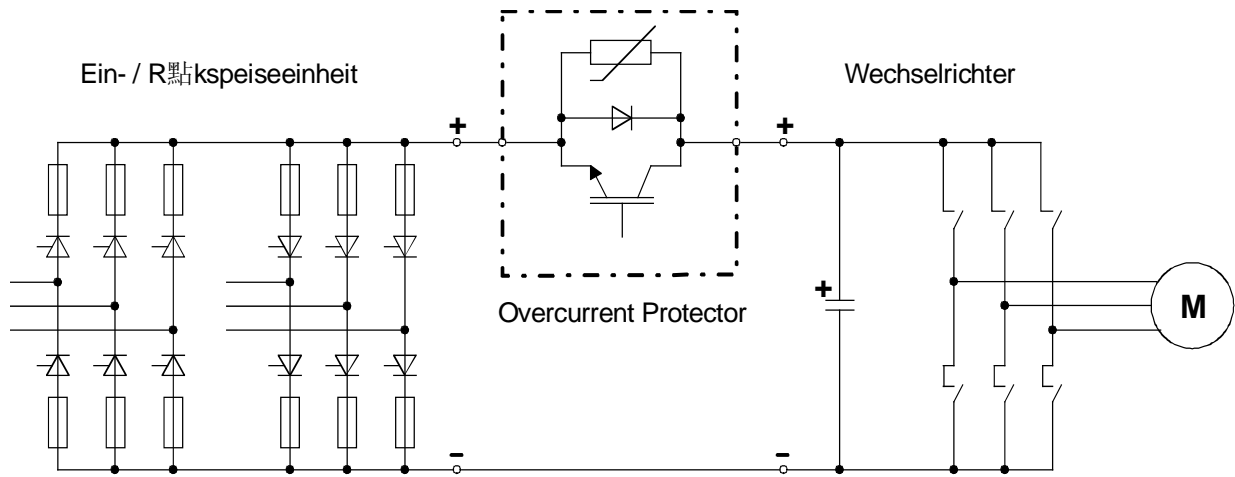 Ein- / R點kspeiseeinheit
Wechselrichter
+
+
Overcurrent Protector
+
M
-
-